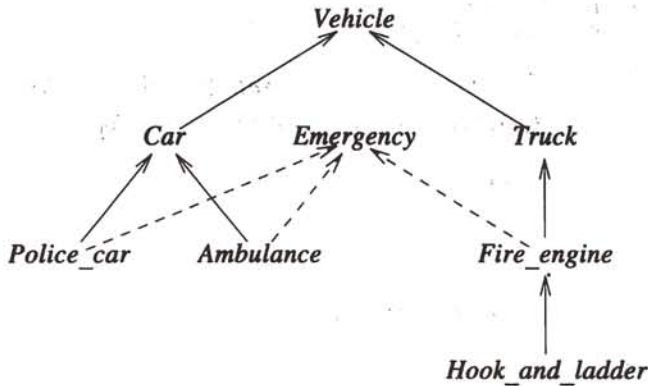 Vehicle
Car Emergency Truck
Police_car Ambulance Fire_engine
Hook_and_ladder